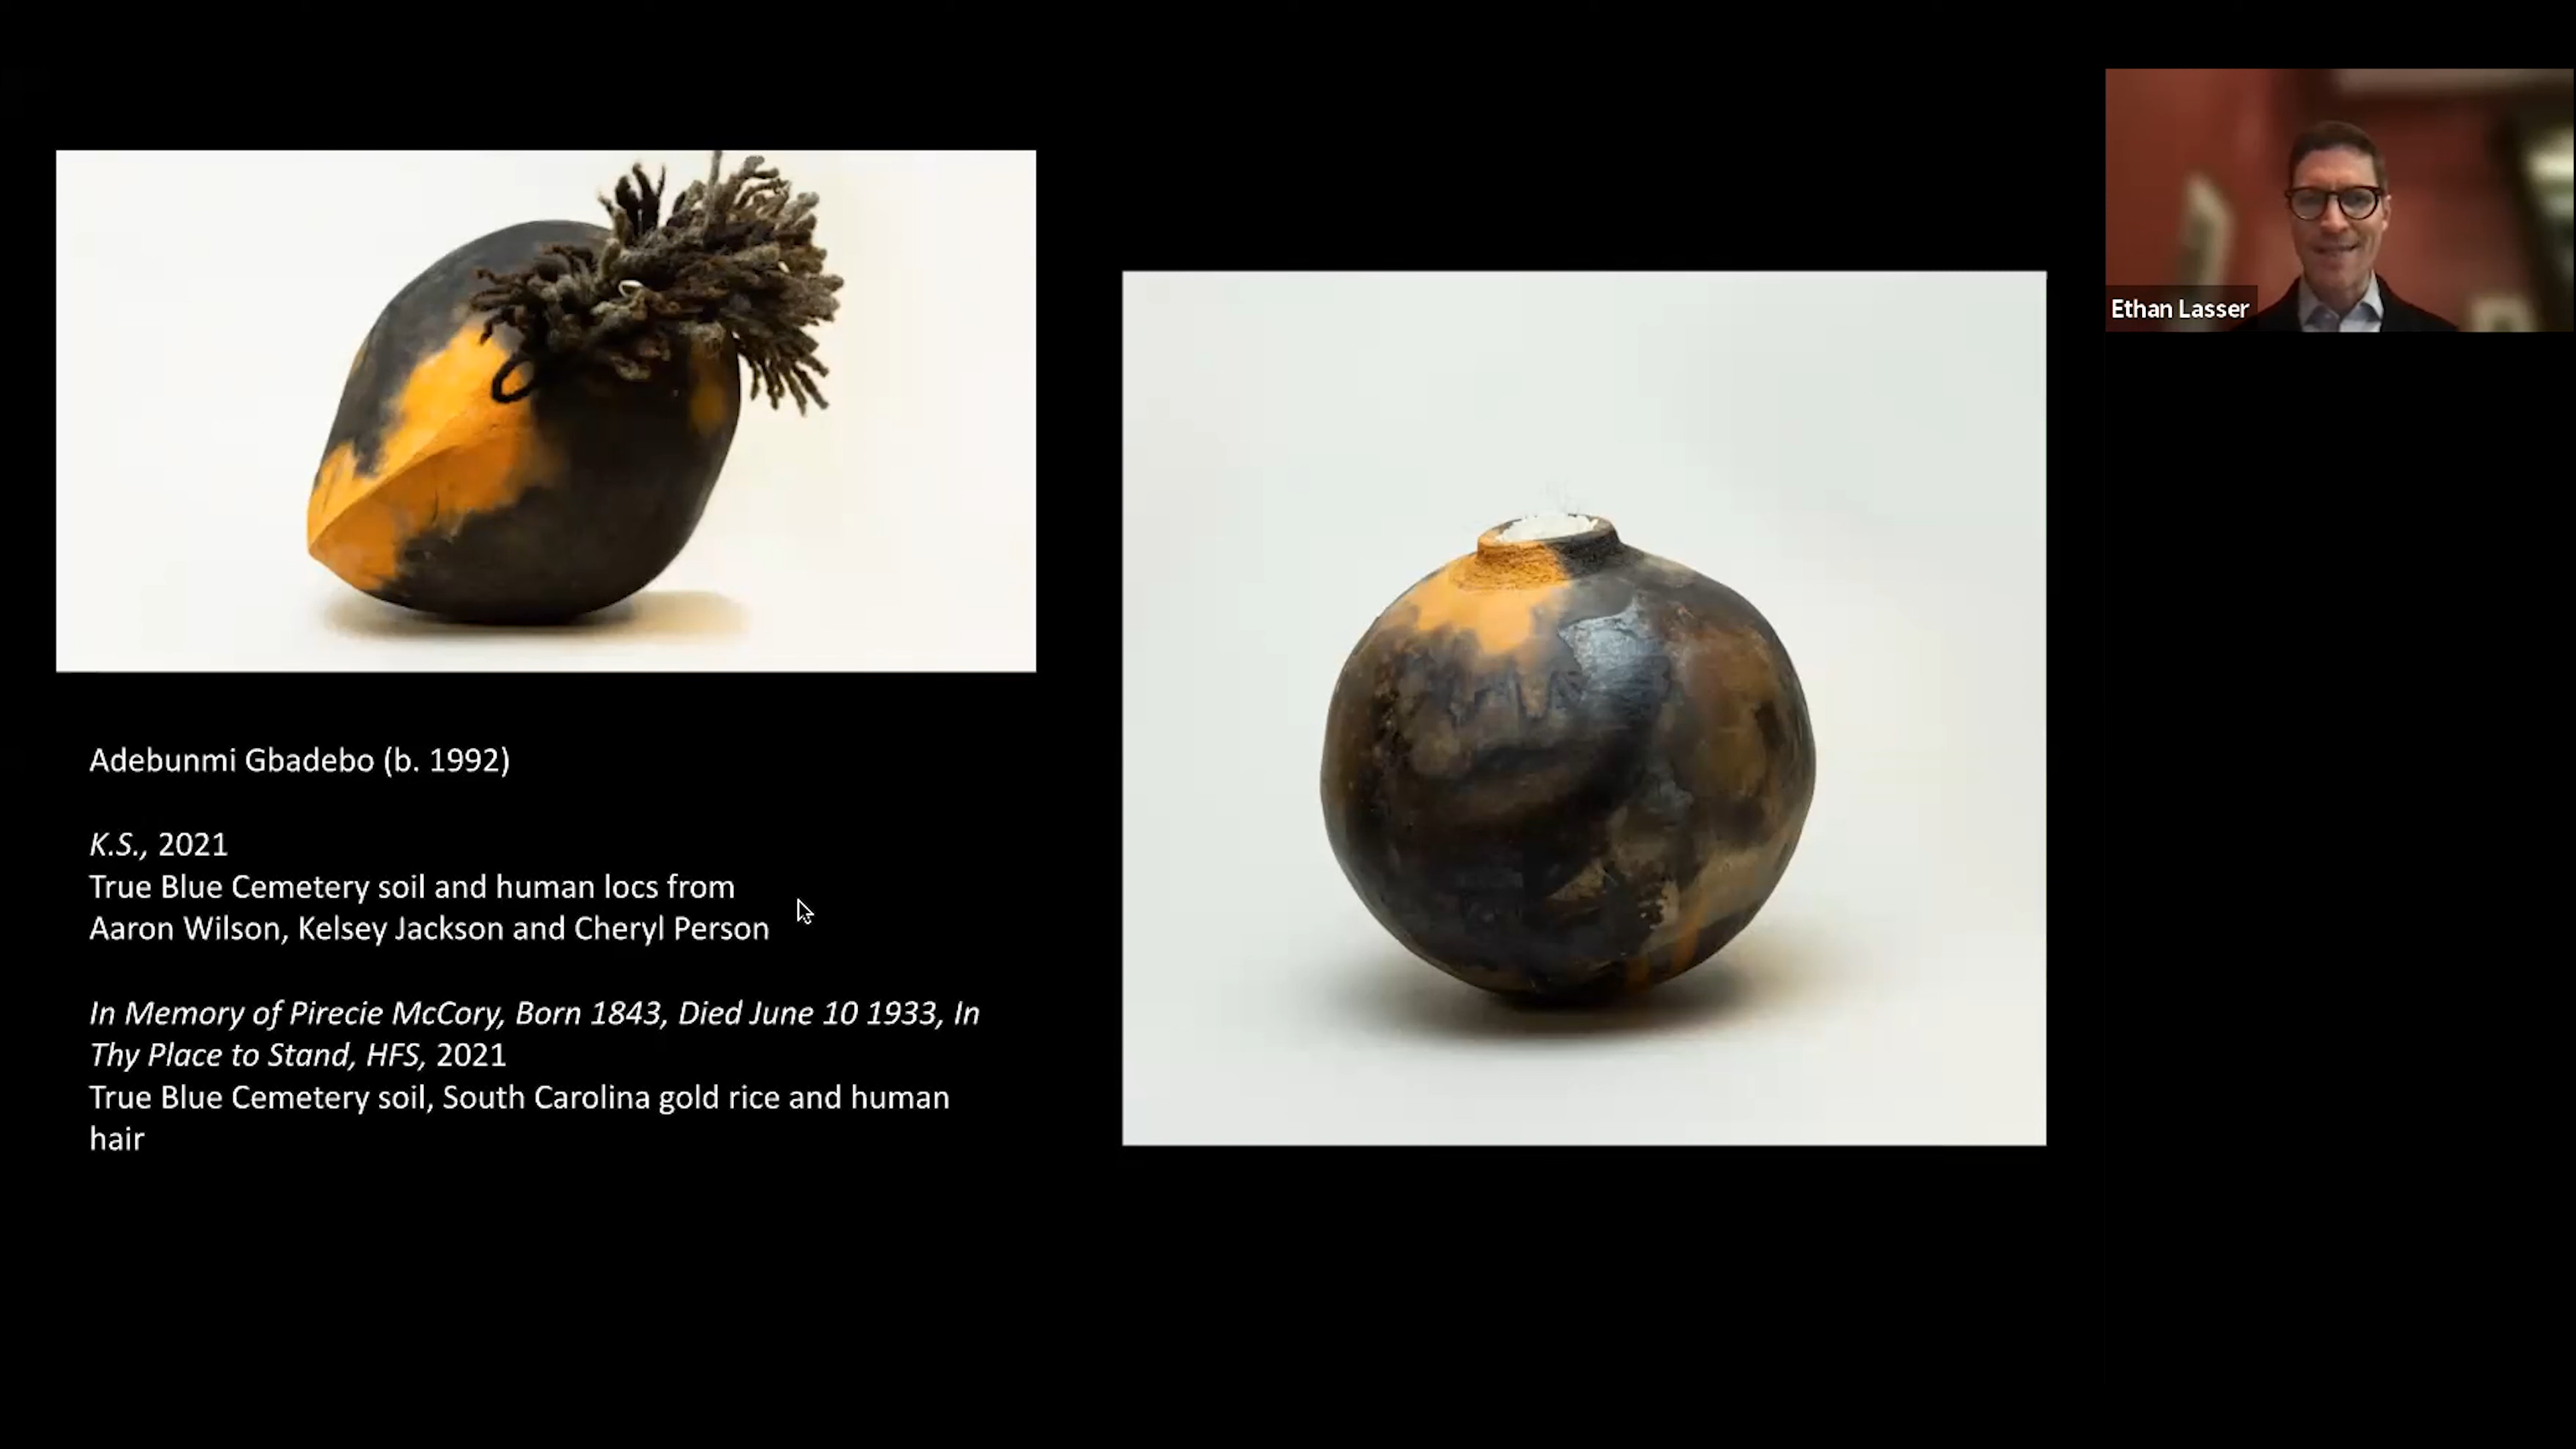 Adebunmi Gbadebo (b. 1992)
K.S., 2021
True Blue Cemetery soil and human locs from
Aaron Wilson, Kelsey Jackson and Cheryl Person
In Memory of Pirecie McCory, Born 1843, Died June 10 1933, In
Thy Place to Stand, HFS, 2021
True Blue Cemetery soil, South Carolina gold rice and human
hair
Ethan Lasser